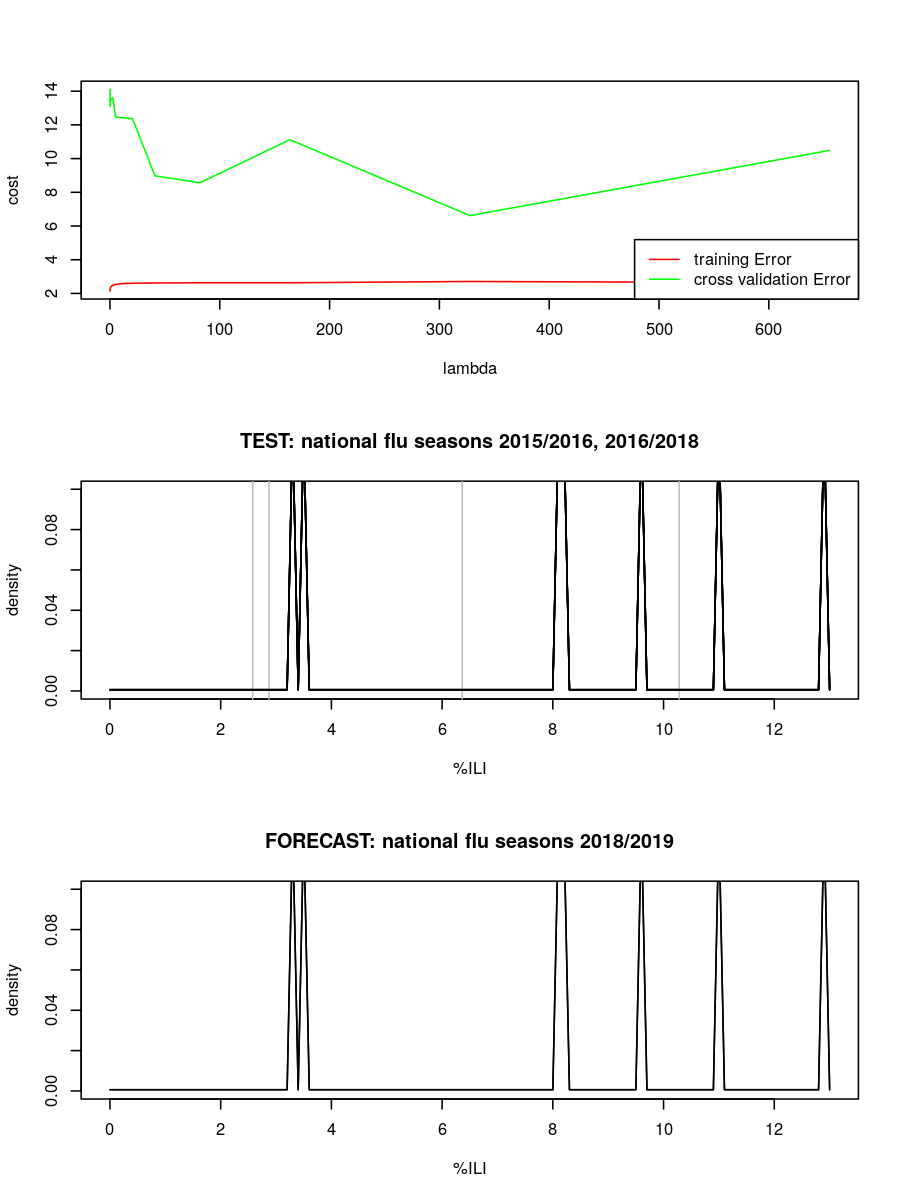 14
12
10
8
6
4
2
cost
training Error
cross validation Error
0 100 200 300 400 500 600
lambda
TEST: national flu seasons 2015/2016, 2016/2018
0.08
0.04
0.00
density
0 2 4 6 8 10 12
%ILI
FORECAST: national flu seasons 2018/2019
0.08
0.04
0.00
density
0 2 4 6 8 10 12
%ILI